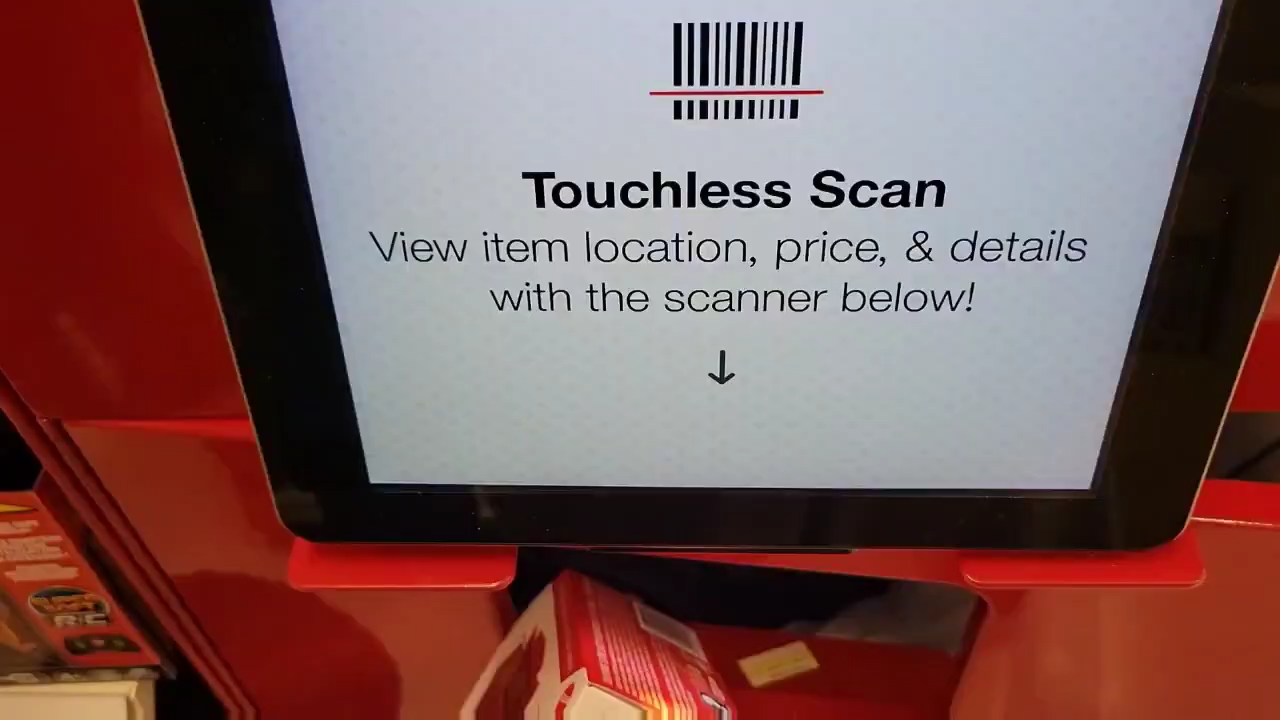 Touchless Scan
View item location, price, & details
with the scanner below!